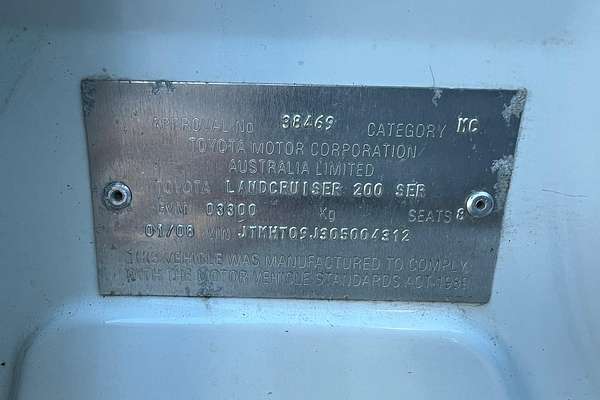 APPROVAL No 38469 CATEGORY MC
TOYOTA MOTOR CORPORATION
AUSTRALIA LIMITED
TOYOTA LANDCRUISER 200 SER
GVM 03300 Kg SEATS 8
01/08 VIN JTMHT09J305004312
THIS VEHICLE WAS MANUFACTURED TO COMPLY
WITH THE MOTOR VEHICLE STANDARDS ACT 1989